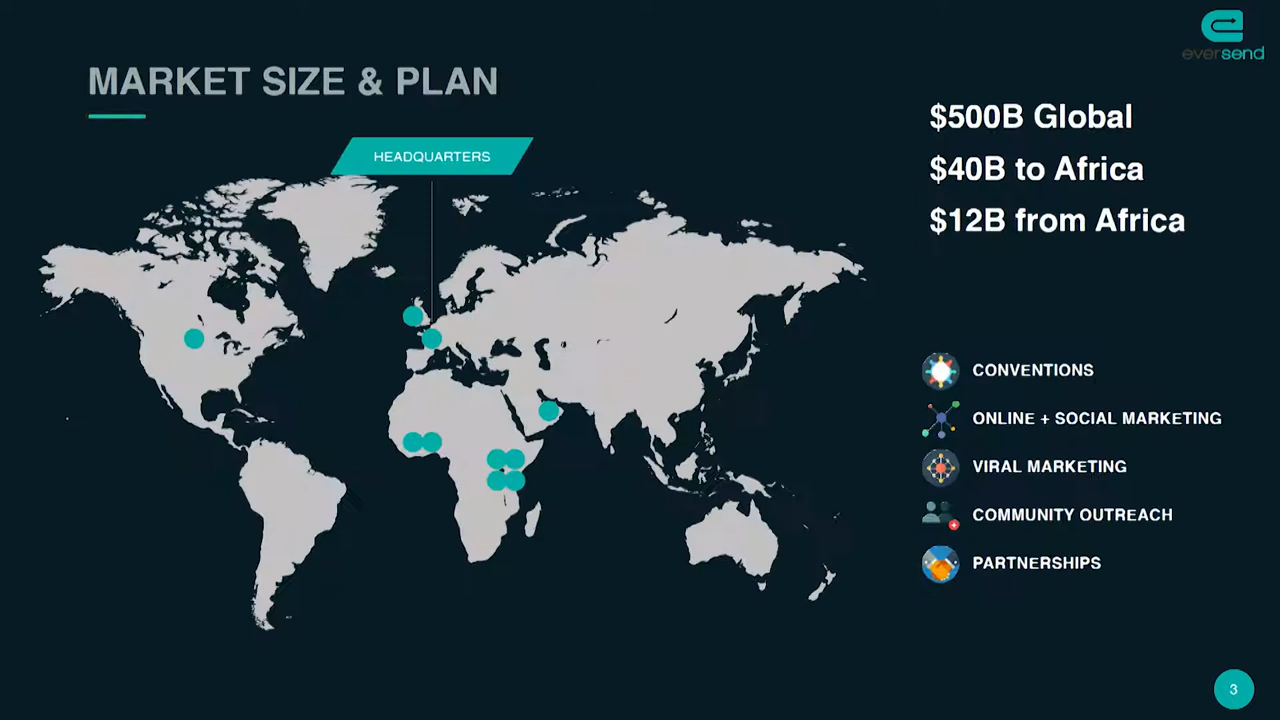 eversend
MARKET SIZE & PLAN
HEADQUARTERS
$500B Global
$40B to Africa
$12B from Africa
CONVENTIONS
ONLINE + SOCIAL MARKETING
VIRAL MARKETING
COMMUNITY OUTREACH
PARTNERSHIPS
3